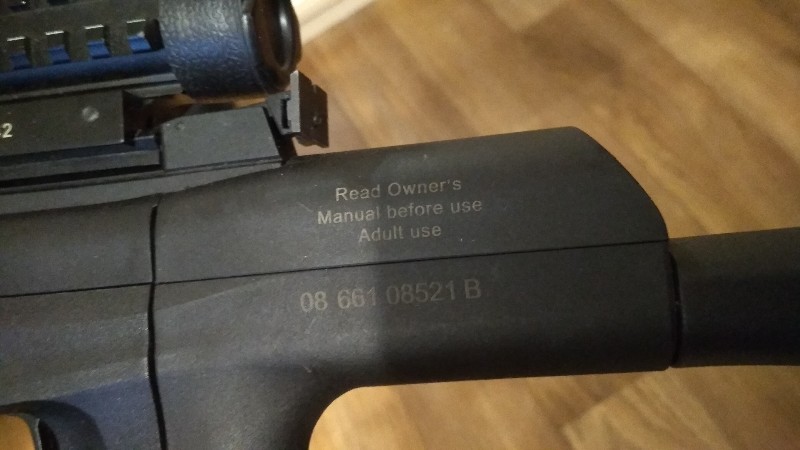 Read Owner's
Manual before use
Adult use
08 661 08521 B